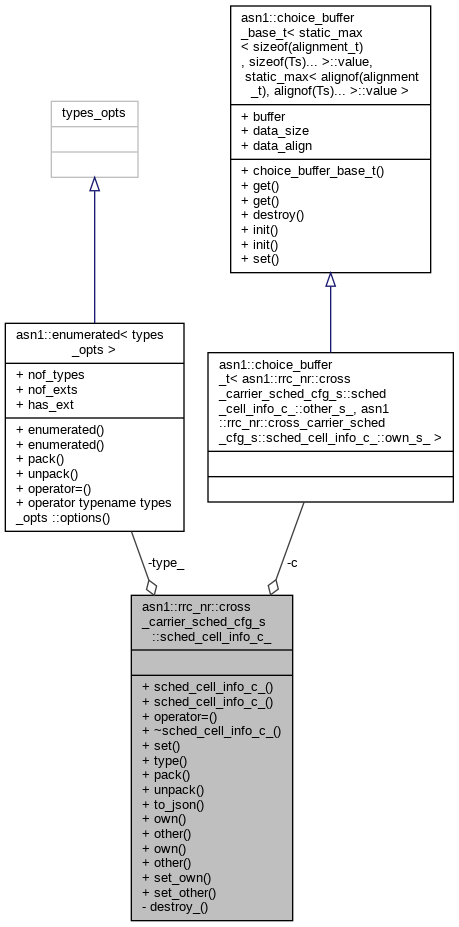 asn1::choice_buffer
_base_t< static_max
< sizeof(alignment_t)
, sizeof(Ts)... >::value,
static_max< alignof(alignment
_t), alignof(Ts)... >::value >
+ buffer
+ data_size
+ data_align
+ choice_buffer_base_t()
+ get()
+ get()
+ destroy()
+ init()
+ init()
+ set()
types_opts
asn1::enumerated< types
_opts >
+ nof_types
+ nof_exts
+ has_ext
+ enumerated()
+ enumerated()
+ pack()
+ unpack()
+ operator=()
+ operator typename types
_opts ::options()
asn1::choice_buffer
_t< asn1::rrc_nr::cross
_carrier_sched_cfg_s::sched
_cell_info_c_::other_s_, asn1
::rrc_nr::cross_carrier_sched
_cfg_s::sched_cell_info_c_::own_s_ >
-type_
-c
asn1::rrc_nr::cross
_carrier_sched_cfg_s
::sched_cell_info_c_
+ sched_cell_info_c_()
+ sched_cell_info_c_()
+ operator=()
+ ~sched_cell_info_c_()
+ set()
+ type()
+ pack()
+ unpack()
+ to_json()
+ own()
+ other()
+ own()
+ other()
+ set_own()
+ set_other()
- destroy_()